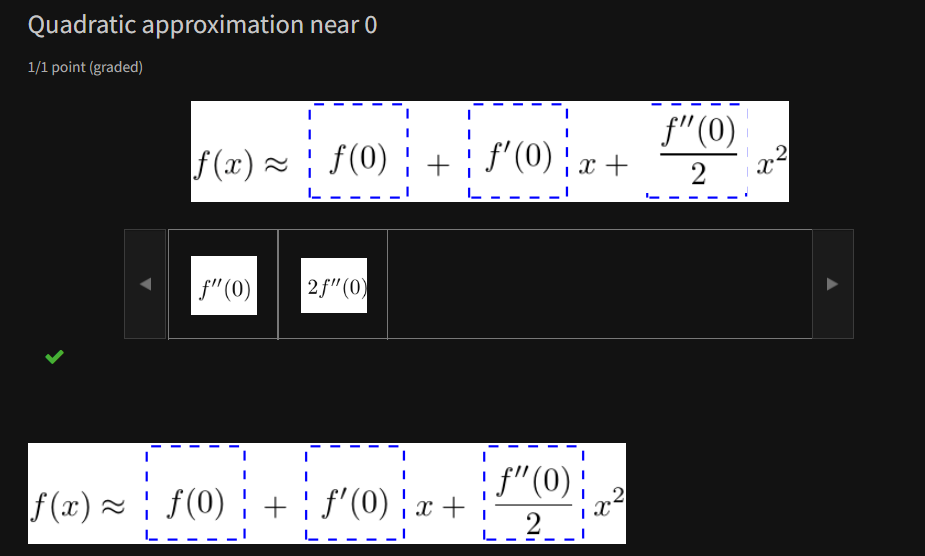 Quadratic approximation near 0
1/1 point (graded)
f(x) ≈ f(0) + f′(0) x + f″(0)/2 x²
f″(0) 2f″(0)
f(x) ≈ f(0) + f′(0) x + f″(0)/2 x²